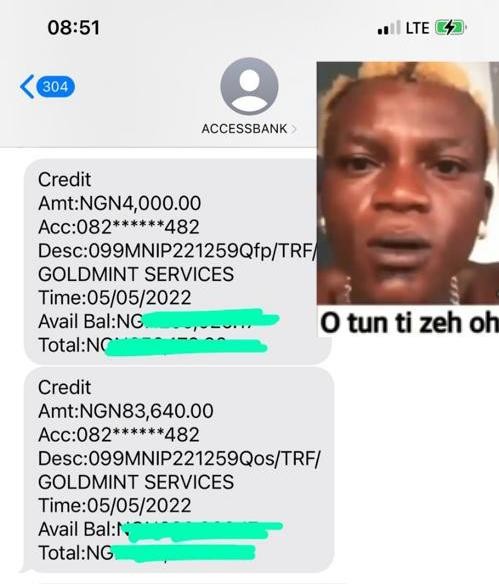 08:51
LTE
304
ACCESSBANK
Credit
Amt:NGN4,000.00
Acc:082******482
Desc:099MNIP221259Qfp/TRF/
GOLDMINT SERVICES
Time:05/05/2022
Avail Bal:NG
Total:NG
O tun ti zeh oh
Credit
Amt:NGN83,640.00
Acc:082******482
Desc:099MNIP221259Qos/TRF/
GOLDMINT SERVICES
Time:05/05/2022
Avail Bal:N
Total:NG